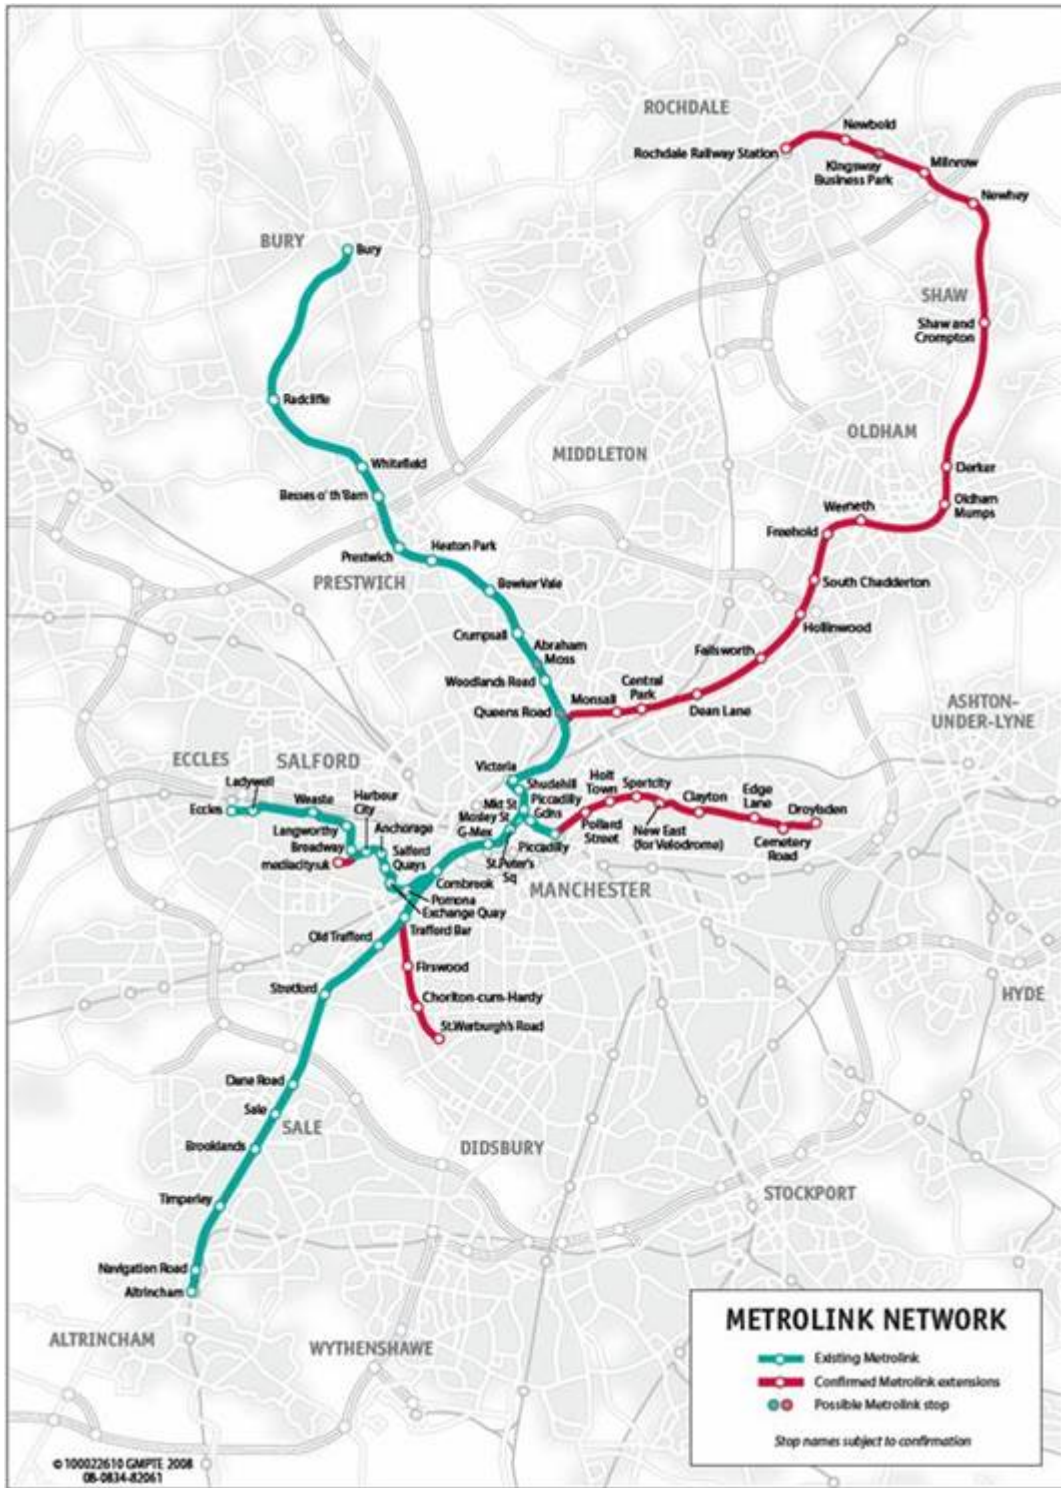 ROCHDALE
Newbold
Rochdale Railway Station
Kingsway
Business Park
Milnrow
Newhey
BURY
Bury
SHAW
Shaw and
Crompton
Radcliffe
OLDHAM
MIDDLETON
Whitefield
Derker
Besses o' th' Barn
Oldham
Mumps
Werneth
Freehold
Heaton Park
Prestwich
PRESTWICH
South Chadderton
Bowker Vale
Hollinwood
Crumpsall
Abraham
Moss
Failsworth
Woodlands Road
Central
Park
Monsall
Dean Lane
Queens Road
ASHTON-
UNDER-LYNE
ECCLES
SALFORD
Victoria
Shudehill
Ladywell
Harbour
City
Holt
Town
Sportcity
Edge
Lane
Eccles
Weaste
Mkt St
Piccadilly
Gdns
Clayton
Droylsden
Mosley St
Langworthy
Anchorage
G-Mex
Pollard
Street
New East
(for Velodrome)
Broadway
Salford
Quays
Piccadilly
Cemetery
Road
mediacity:uk
St.Peter's
Sq
Cornbrook
MANCHESTER
Pomona
Exchange Quay
Trafford Bar
Old Trafford
Firswood
Stretford
HYDE
Chorlton-cum-Hardy
St.Werburgh's Road
Dane Road
Sale
SALE
Brooklands
DIDSBURY
Timperley
STOCKPORT
Navigation Road
Altrincham
ALTRINCHAM
WYTHENSHAWE
METROLINK NETWORK
Existing Metrolink
Confirmed Metrolink extensions
Possible Metrolink stop
Stop names subject to confirmation
© 100022610 GMPTE 2008
08-0834-82061